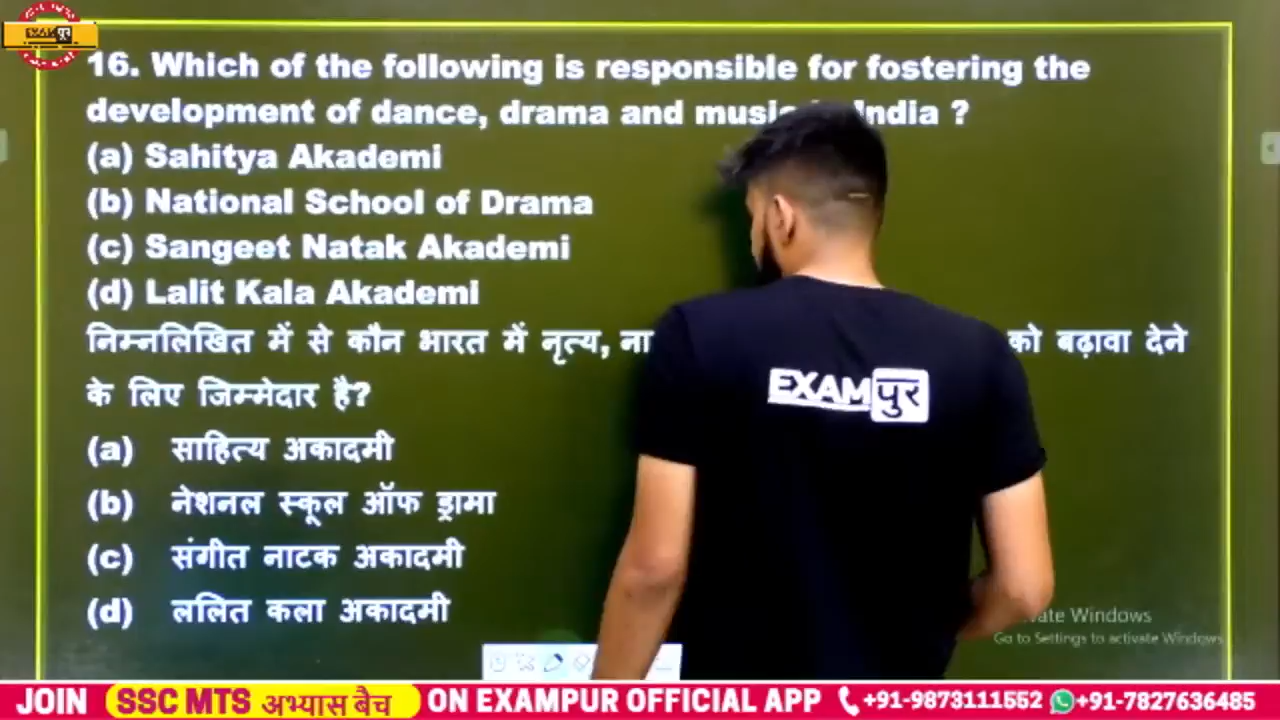 EXAMपुर
16. Which of the following is responsible for fostering the
development of dance, drama and music India ?
(a) Sahitya Akademi
(b) National School of Drama
(c) Sangeet Natak Akademi
(d) Lalit Kala Akademi
निम्नलिखित में से कौन भारत में नृत्य, को बढ़ावा देने
के लिए जिम्मेदार है?
(a) साहित्य अकादमी
(b) नेशनल स्कूल ऑफ ड्रामा
(c) संगीत नाटक अकादमी
(d) ललित कला अकादमी
EXAMपुर
Windows
Go to Settings to activate Windows
JOIN SSC MTS अभ्यास बैच ON EXAMPUR OFFICIAL APP +91-9873111552 +91-7827636485